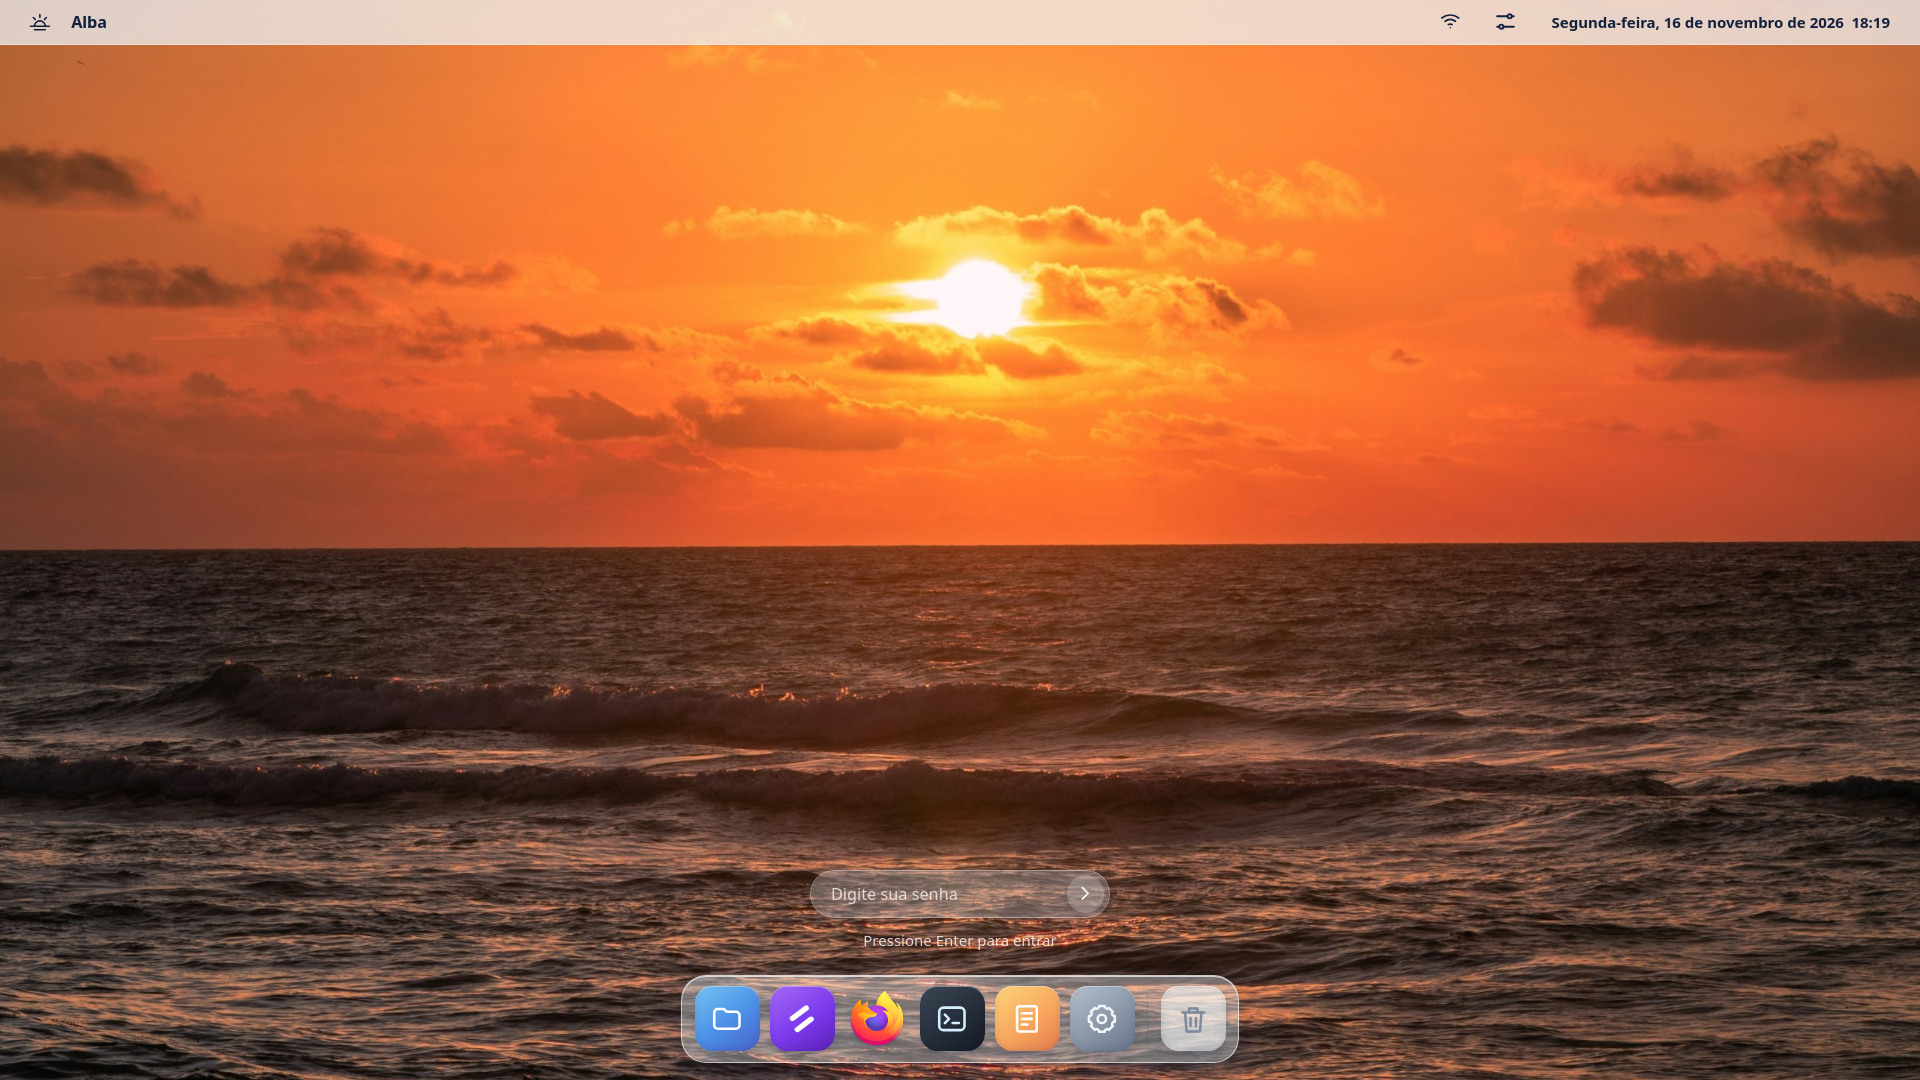 Alba
Segunda-feira, 16 de novembro de 2026 18:19
Digite sua senha
Pressione Enter para entrar